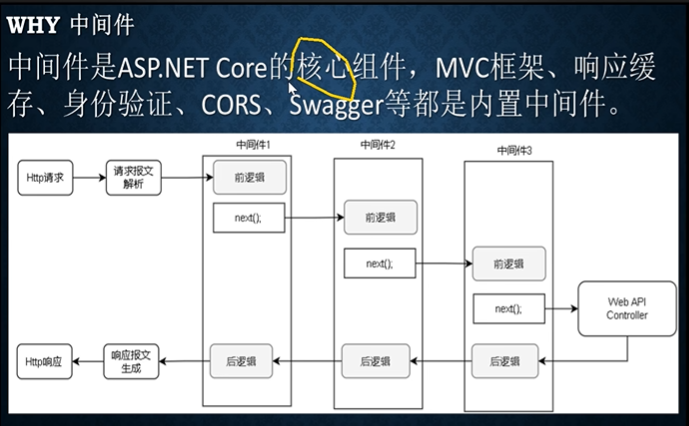 WHY 中间件
中间件是ASP.NET Core的核心组件，MVC框架、响应缓
存、身份验证、CORS、Swagger等都是内置中间件。
中间件1
中间件2
中间件3
Http请求
请求报文
解析
前逻辑
next();
前逻辑
next();
前逻辑
next();
Web API
Controller
Http响应
响应报文
生成
后逻辑
后逻辑
后逻辑